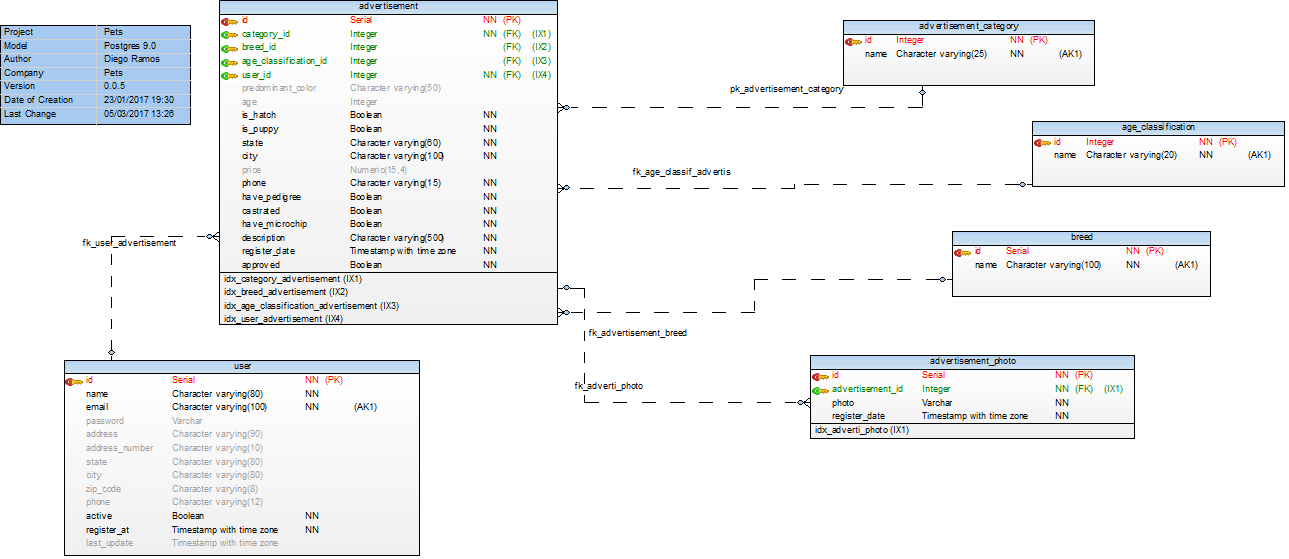 Project Pets
Model Postgres 9.0
Author Diego Ramos
Company Pets
Version 0.0.5
Date of Creation 23/01/2017 19:30
Last Change 05/03/2017 13:26
advertisement
id Serial NN (PK)
category_id Integer NN (FK) (IX1)
breed_id Integer (FK) (IX2)
age_classification_id Integer (FK) (IX3)
user_id Integer NN (FK) (IX4)
predominant_color Character varying(50)
age Integer
is_hatch Boolean NN
is_puppy Boolean NN
state Character varying(60) NN
city Character varying(100) NN
price Numeric(15,4)
phone Character varying(15) NN
have_pedigree Boolean NN
castrated Boolean NN
have_microchip Boolean NN
description Character varying(500) NN
register_date Timestamp with time zone NN
approved Boolean NN
idx_category_advertisement (IX1)
idx_breed_advertisement (IX2)
idx_age_classification_advertisement (IX3)
idx_user_advertisement (IX4)
pk_advertisement_category
advertisement_category
id Integer NN (PK)
name Character varying(25) NN (AK1)
fk_age_classif_advertis
age_classification
id Integer NN (PK)
name Character varying(20) NN (AK1)
fk_user_advertisement
breed
id Serial NN (PK)
name Character varying(100) NN (AK1)
fk_advertisement_breed
fk_adverti_photo
advertisement_photo
id Serial NN (PK)
advertisement_id Integer NN (FK) (IX1)
photo Varchar NN
register_date Timestamp with time zone NN
idx_adverti_photo (IX1)
user
id Serial NN (PK)
name Character varying(80) NN
email Character varying(100) NN (AK1)
password Varchar
address Character varying(90)
address_number Character varying(10)
state Character varying(80)
city Character varying(80)
zip_code Character varying(8)
phone Character varying(12)
active Boolean NN
register_at Timestamp with time zone NN
last_update Timestamp with time zone